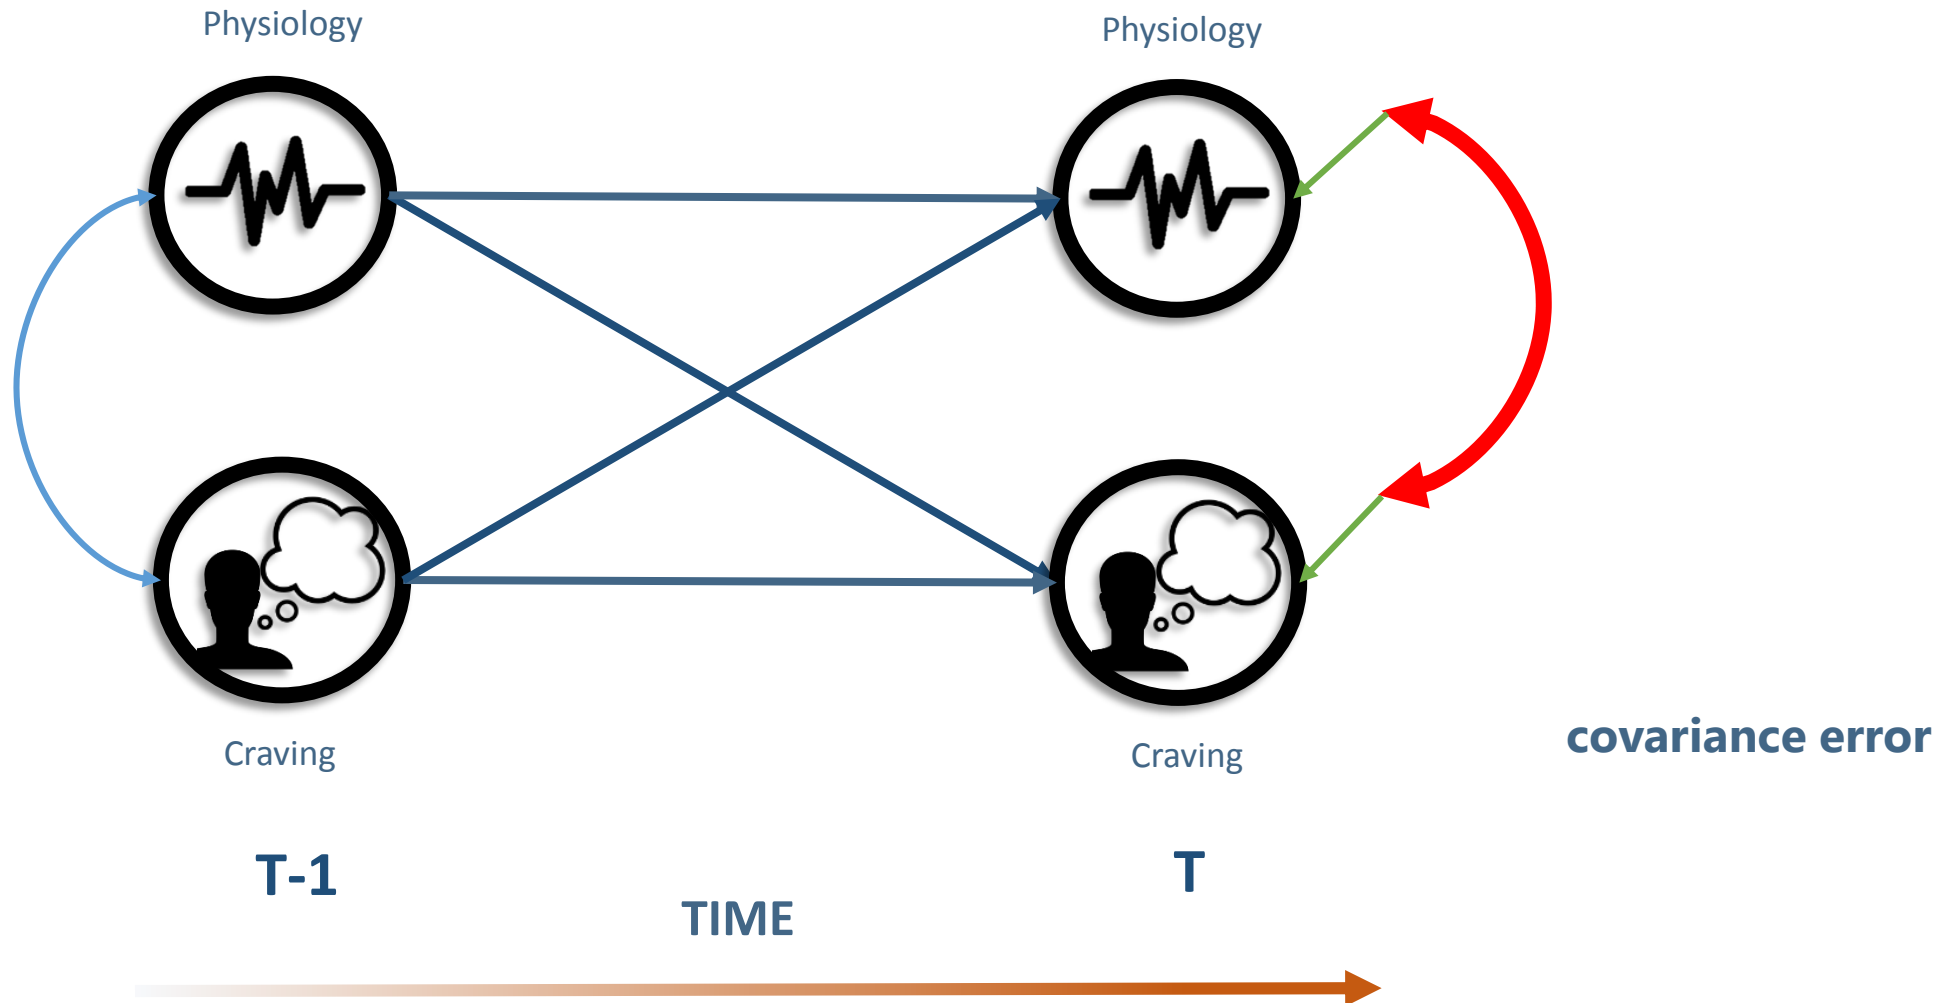 Physiology
Physiology
Craving
Craving
covariance error
T-1
T
TIME